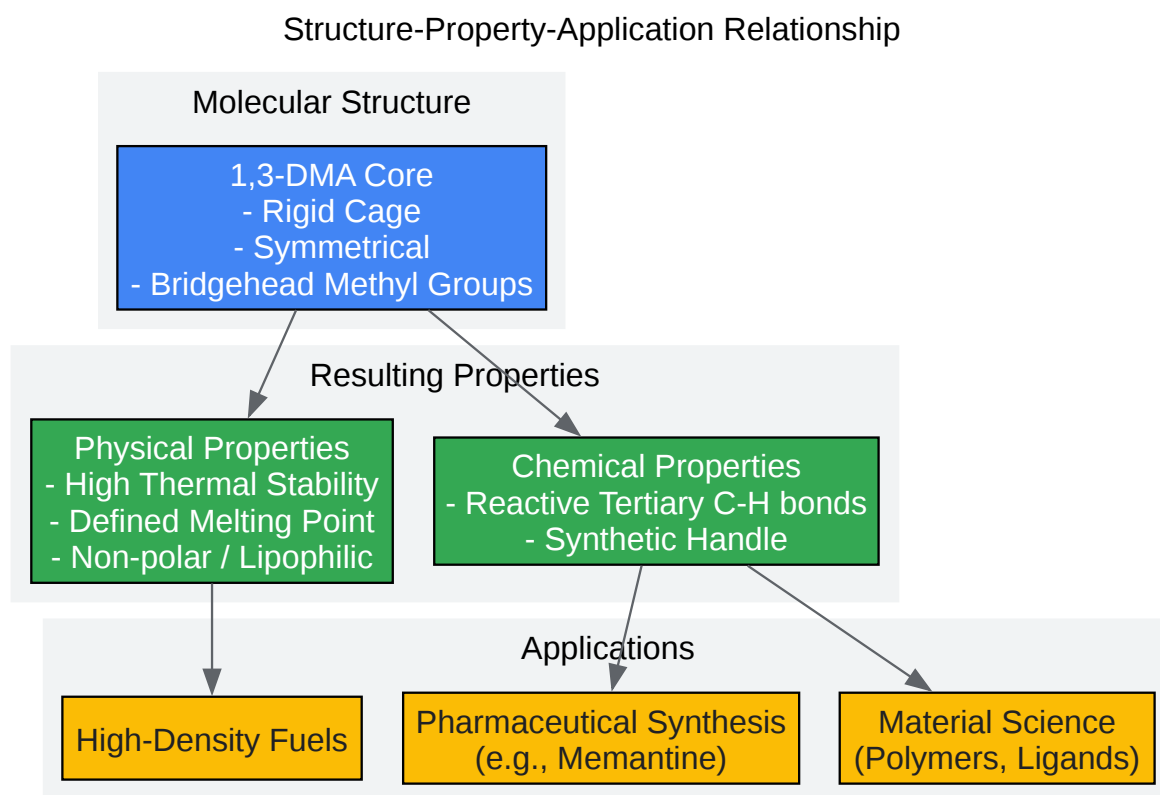 Structure-Property-Application Relationship
Molecular Structure
1,3-DMA Core
- Rigid Cage
- Symmetrical
- Bridgehead Methyl Groups
Resulting Properties
Physical Properties
- High Thermal Stability
- Defined Melting Point
- Non-polar / Lipophilic
Chemical Properties
- Reactive Tertiary C-H bonds
- Synthetic Handle
Applications
High-Density Fuels
Pharmaceutical Synthesis
(e.g., Memantine)
Material Science
(Polymers, Ligands)